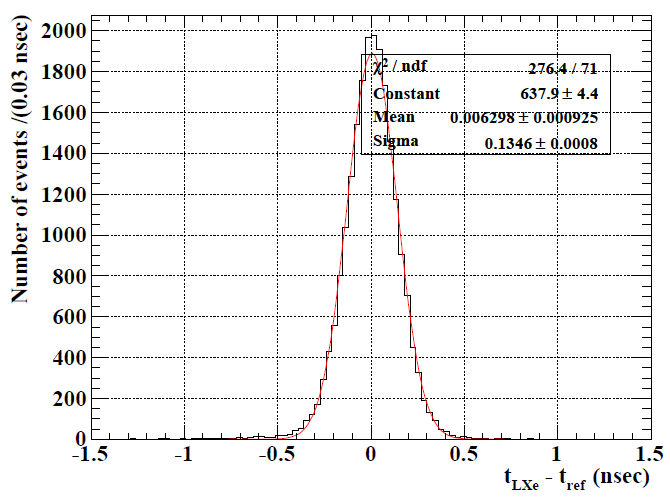 Number of events /(0.03 nsec)
2000
1800
1600
1400
1200
1000
800
600
400
200
0
χ² / ndf 276.4 / 71
Constant 637.9 ± 4.4
Mean 0.006298 ± 0.000925
Sigma 0.1346 ± 0.0008
-1.5 -1 -0.5 0 0.5 1 1.5
t_LXe - t_ref (nsec)